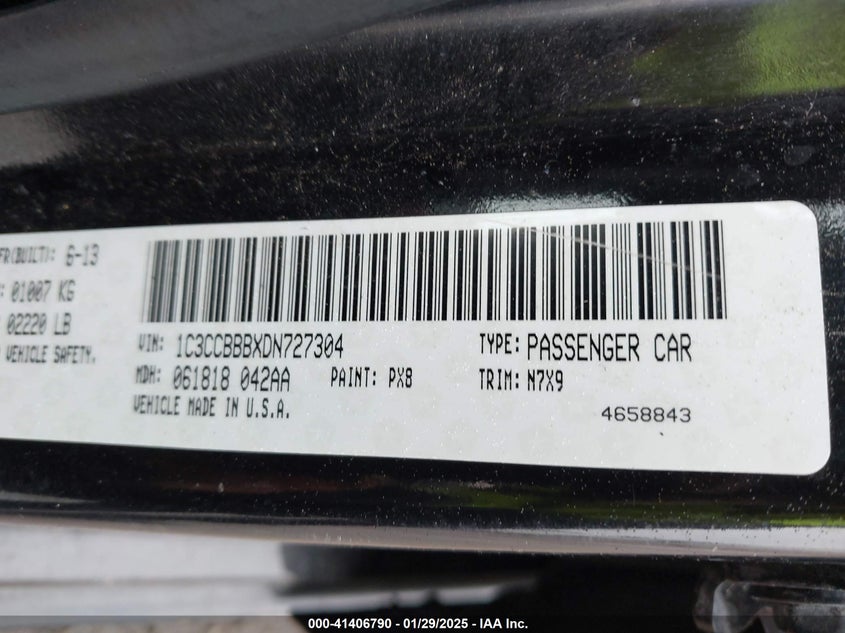 FR(BUILT): 6-13
: 01007 KG
02220 LB
VEHICLE SAFETY.
VIN: 1C3CCBBBXDN727304 TYPE: PASSENGER CAR
MDH: 061818 042AA PAINT: PX8 TRIM: N7X9
VEHICLE MADE IN U.S.A.
4658843
000-41406790 - 01/29/2025 - IAA Inc.